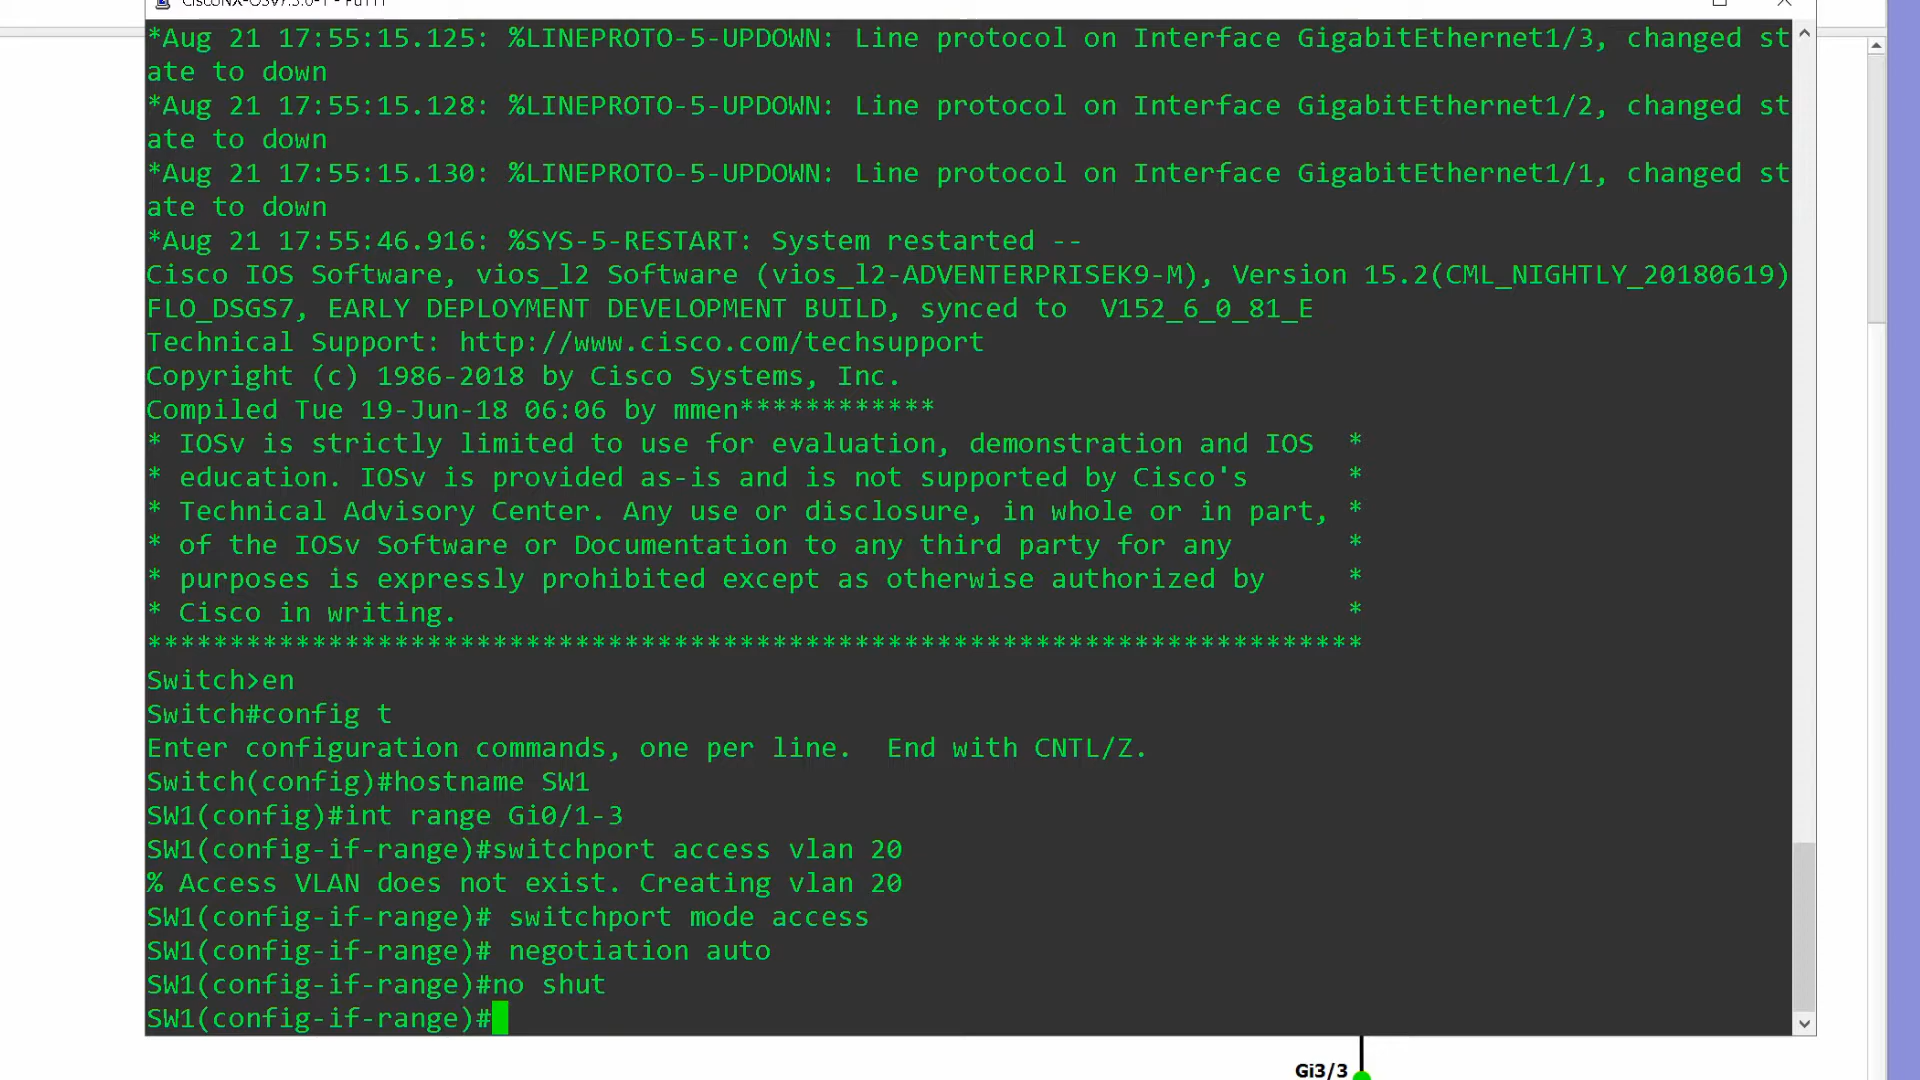 CiscoNX-OSv7.3.0-1 - PuTTY
*Aug 21 17:55:15.125: %LINEPROTO-5-UPDOWN: Line protocol on Interface GigabitEthernet1/3, changed st
ate to down
*Aug 21 17:55:15.128: %LINEPROTO-5-UPDOWN: Line protocol on Interface GigabitEthernet1/2, changed st
ate to down
*Aug 21 17:55:15.130: %LINEPROTO-5-UPDOWN: Line protocol on Interface GigabitEthernet1/1, changed st
ate to down
*Aug 21 17:55:46.916: %SYS-5-RESTART: System restarted --
Cisco IOS Software, vios_l2 Software (vios_l2-ADVENTERPRISEK9-M), Version 15.2(CML_NIGHTLY_20180619)
FLO_DSGS7, EARLY DEPLOYMENT DEVELOPMENT BUILD, synced to  V152_6_0_81_E
Technical Support: http://www.cisco.com/techsupport
Copyright (c) 1986-2018 by Cisco Systems, Inc.
Compiled Tue 19-Jun-18 06:06 by mmen************
* IOSv is strictly limited to use for evaluation, demonstration and IOS  *
* education. IOSv is provided as-is and is not supported by Cisco's      *
* Technical Advisory Center. Any use or disclosure, in whole or in part, *
* of the IOSv Software or Documentation to any third party for any       *
* purposes is expressly prohibited except as otherwise authorized by     *
* Cisco in writing.                                                      *
**************************************************************************
Switch>en
Switch#config t
Enter configuration commands, one per line.  End with CNTL/Z.
Switch(config)#hostname SW1
SW1(config)#int range Gi0/1-3
SW1(config-if-range)#switchport access vlan 20
% Access VLAN does not exist. Creating vlan 20
SW1(config-if-range)# switchport mode access
SW1(config-if-range)# negotiation auto
SW1(config-if-range)#no shut
SW1(config-if-range)#
Gi3/3